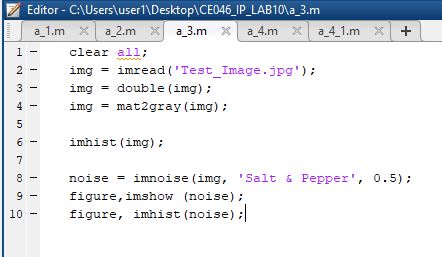 Editor - C:\Users\user1\Desktop\CE046_IP_LAB10\a_3.m
a_1.m × a_2.m × a_3.m × a_4.m × a_4_1.m × +
1 - clear all;
2 - img = imread('Test_Image.jpg');
3 - img = double(img);
4 - img = mat2gray(img);
5
6 - imhist(img);
7
8 - noise = imnoise(img, 'Salt & Pepper', 0.5);
9 - figure,imshow (noise);
10 - figure, imhist(noise);